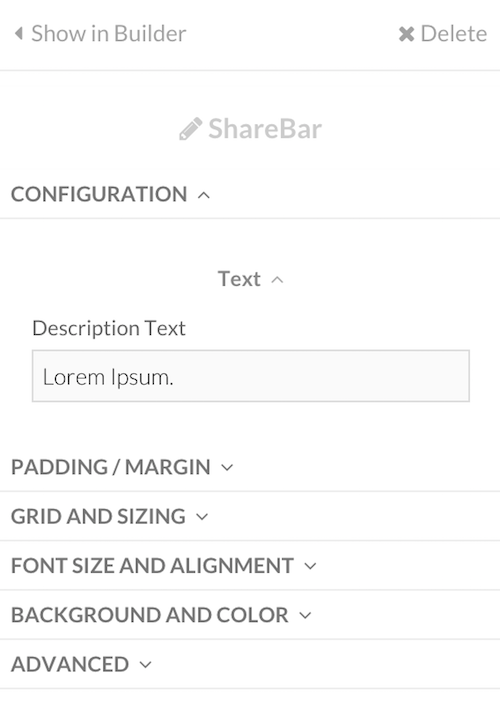 Show in Builder
Delete
ShareBar
CONFIGURATION
Text
Description Text
Lorem Ipsum.
PADDING / MARGIN
GRID AND SIZING
FONT SIZE AND ALIGNMENT
BACKGROUND AND COLOR
ADVANCED